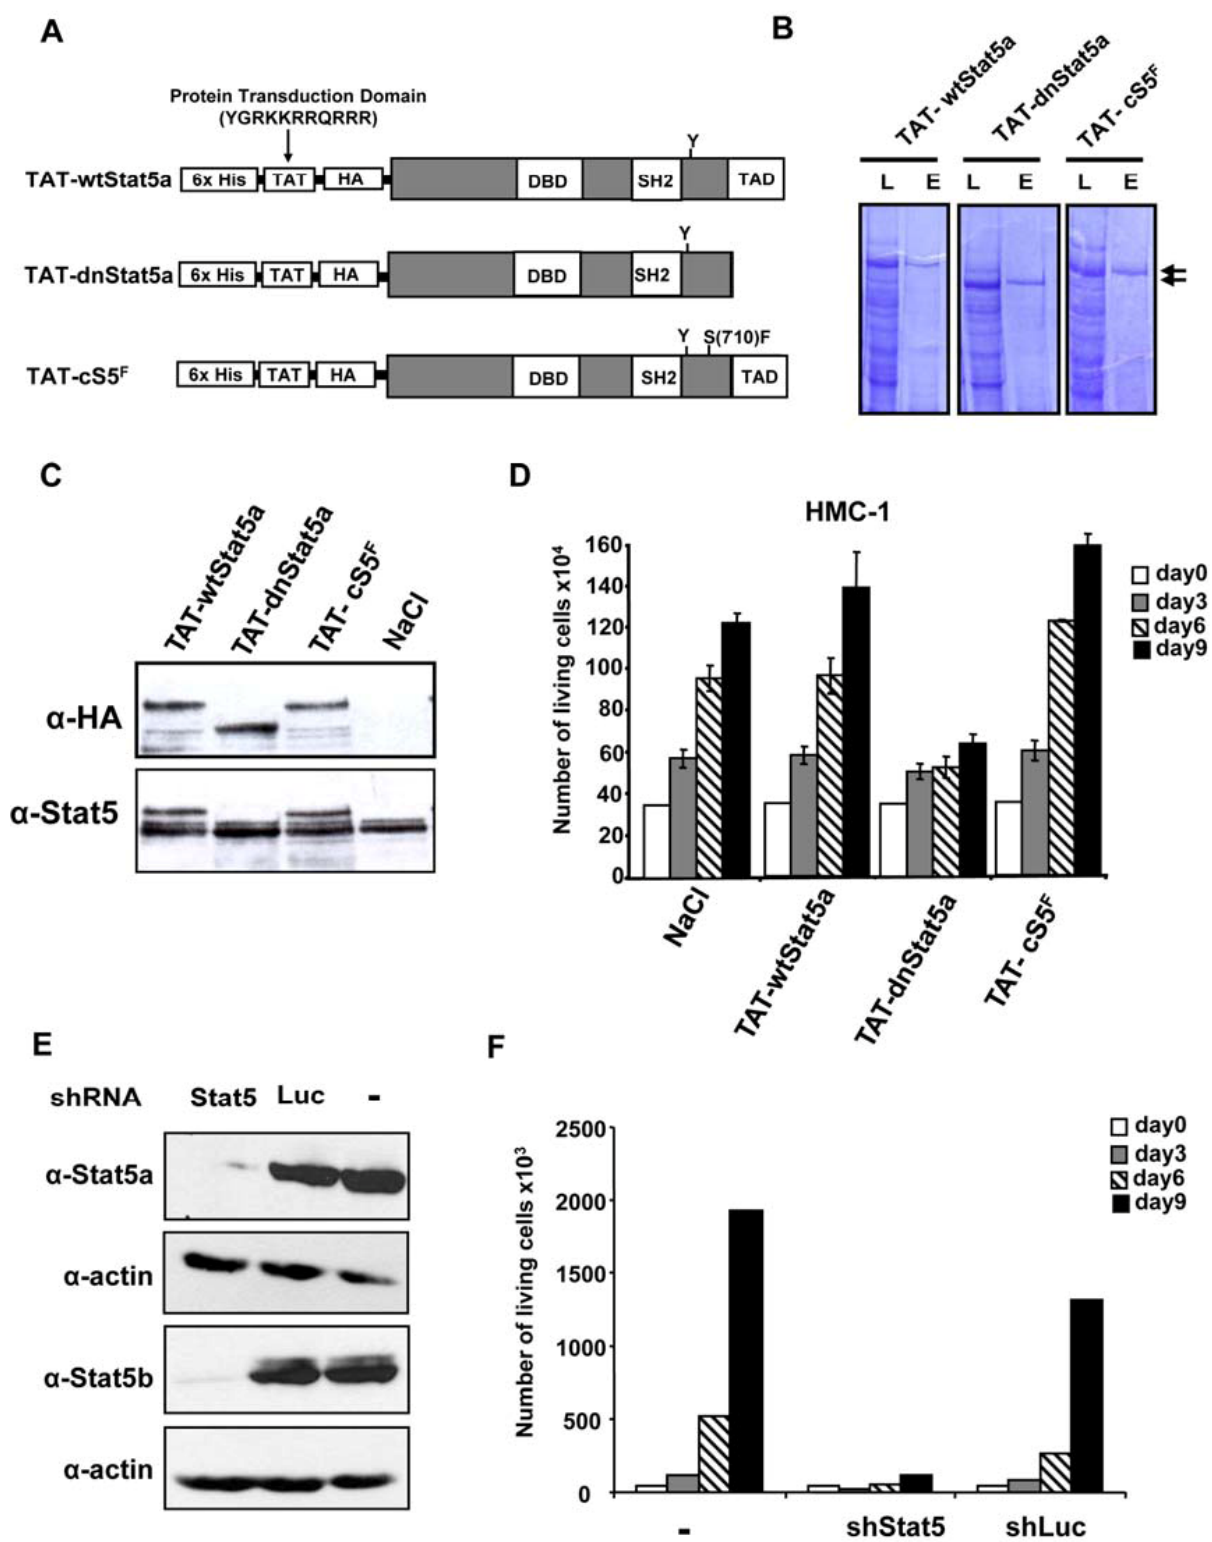 A
Protein Transduction Domain
(YGRKKRRQRRR)
Y
TAT-wtStat5a 6x His TAT HA DBD SH2 TAD
Y
TAT-dnStat5a 6x His TAT HA DBD SH2
Y S(710)F
TAT-cS5F 6x His TAT HA DBD SH2 TAD
B
TAT- wtStat5a TAT-dnStat5a TAT- cS5F
L E L E L E
C
TAT-wtStat5a TAT-dnStat5a TAT- cS5F NaCl
α-HA
α-Stat5
D
HMC-1
Number of living cells x10⁴
160
140
120
100
80
60
40
20
0
day0
day3
day6
day9
NaCl TAT-wtStat5a TAT-dnStat5a TAT- cS5F
E
shRNA Stat5 Luc -
α-Stat5a
α-actin
α-Stat5b
α-actin
F
Number of living cells x10³
2500
2000
1500
1000
500
0
day0
day3
day6
day9
- shStat5 shLuc